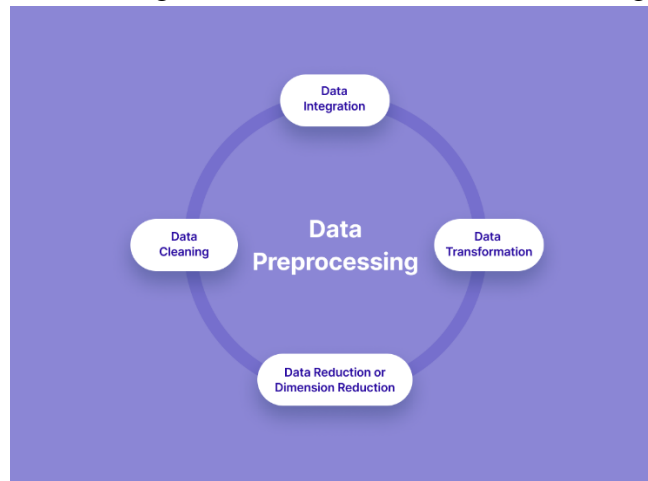 Data
Integration
Data
Cleaning
Data
Preprocessing
Data
Transformation
Data Reduction or
Dimension Reduction